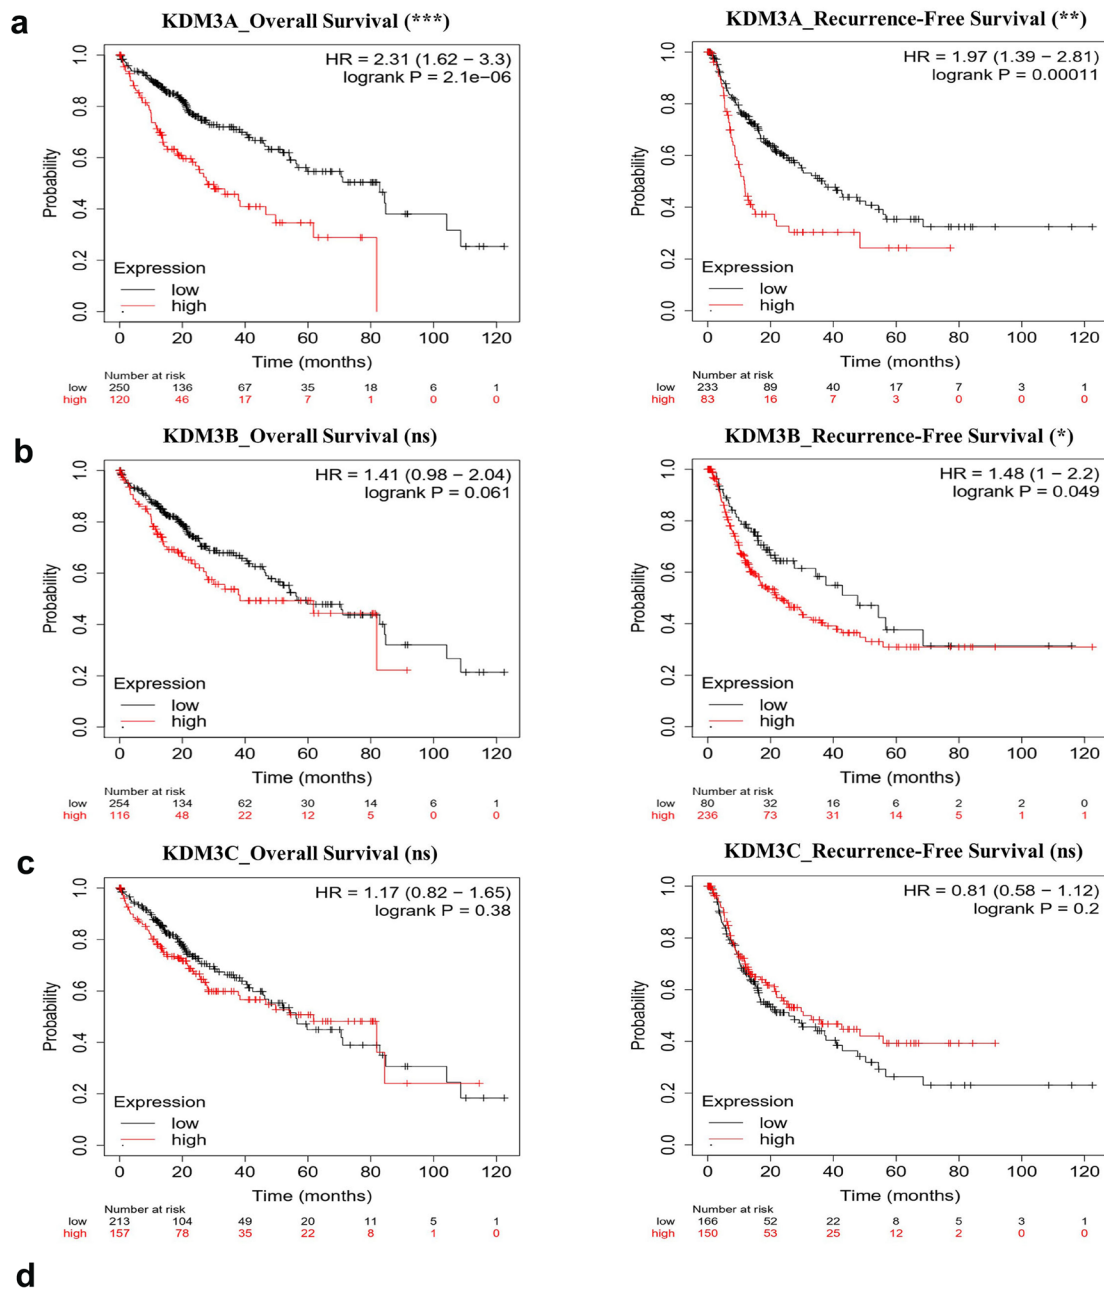 a
KDM3A_Overall Survival (***)
HR = 2.31 (1.62 − 3.3)
logrank P = 2.1e−06
Probability
1.0
0.8
0.6
0.4
0.2
0.0
Expression
low
high
0 20 40 60 80 100 120
Time (months)
Number at risk
low 250 136 67 35 18 6 1
high 120 46 17 7 1 0 0
KDM3A_Recurrence-Free Survival (**)
HR = 1.97 (1.39 − 2.81)
logrank P = 0.00011
Probability
1.0
0.8
0.6
0.4
0.2
0.0
Expression
low
high
0 20 40 60 80 100 120
Time (months)
Number at risk
low 233 89 40 17 7 3 1
high 83 16 7 3 0 0 0
b
KDM3B_Overall Survival (ns)
HR = 1.41 (0.98 − 2.04)
logrank P = 0.061
Probability
1.0
0.8
0.6
0.4
0.2
0.0
Expression
low
high
0 20 40 60 80 100 120
Time (months)
Number at risk
low 254 134 62 30 14 6 1
high 116 48 22 12 5 0 0
KDM3B_Recurrence-Free Survival (*)
HR = 1.48 (1 − 2.2)
logrank P = 0.049
Probability
1.0
0.8
0.6
0.4
0.2
0.0
Expression
low
high
0 20 40 60 80 100 120
Time (months)
Number at risk
low 80 32 16 6 2 2 0
high 236 73 31 14 5 1 1
c
KDM3C_Overall Survival (ns)
HR = 1.17 (0.82 − 1.65)
logrank P = 0.38
Probability
1.0
0.8
0.6
0.4
0.2
0.0
Expression
low
high
0 20 40 60 80 100 120
Time (months)
Number at risk
low 213 104 49 20 11 5 1
high 157 78 35 22 8 1 0
KDM3C_Recurrence-Free Survival (ns)
HR = 0.81 (0.58 − 1.12)
logrank P = 0.2
Probability
1.0
0.8
0.6
0.4
0.2
0.0
Expression
low
high
0 20 40 60 80 100 120
Time (months)
Number at risk
low 166 52 22 8 5 3 1
high 150 53 25 12 2 0 0
d